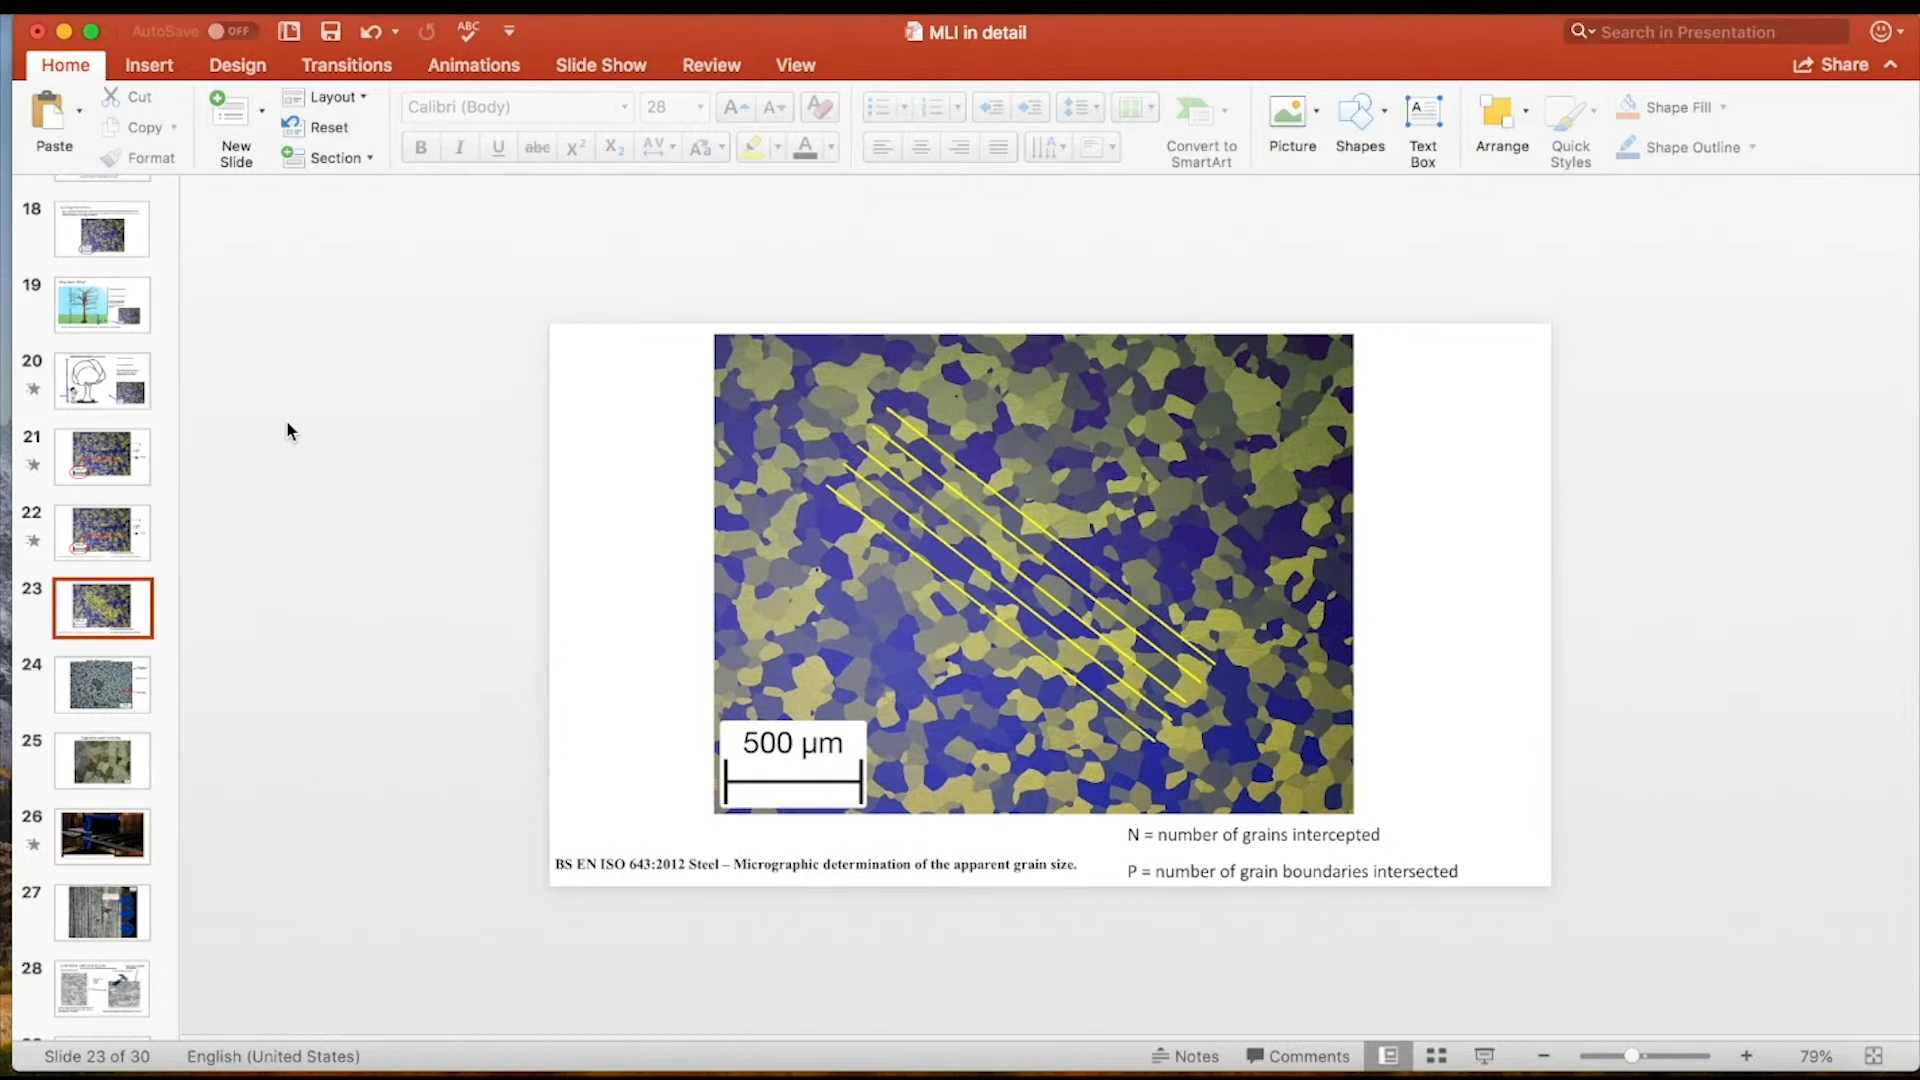 AutoSave OFF
ABC
MLI in detail
Search in Presentation
Home Insert Design Transitions Animations Slide Show Review View
Share
Paste
Cut
Copy
Format
New Slide
Layout
Reset
Section
Calibri (Body) 28
Convert to SmartArt
Picture
Shapes
Text Box
Arrange
Quick Styles
Shape Fill
Shape Outline
18
19
20
21
22
23
24
25
26
27
28
500 µm
N = number of grains intercepted
BS EN ISO 643:2012 Steel – Micrographic determination of the apparent grain size.
P = number of grain boundaries intersected
Slide 23 of 30 English (United States) Notes Comments 79%